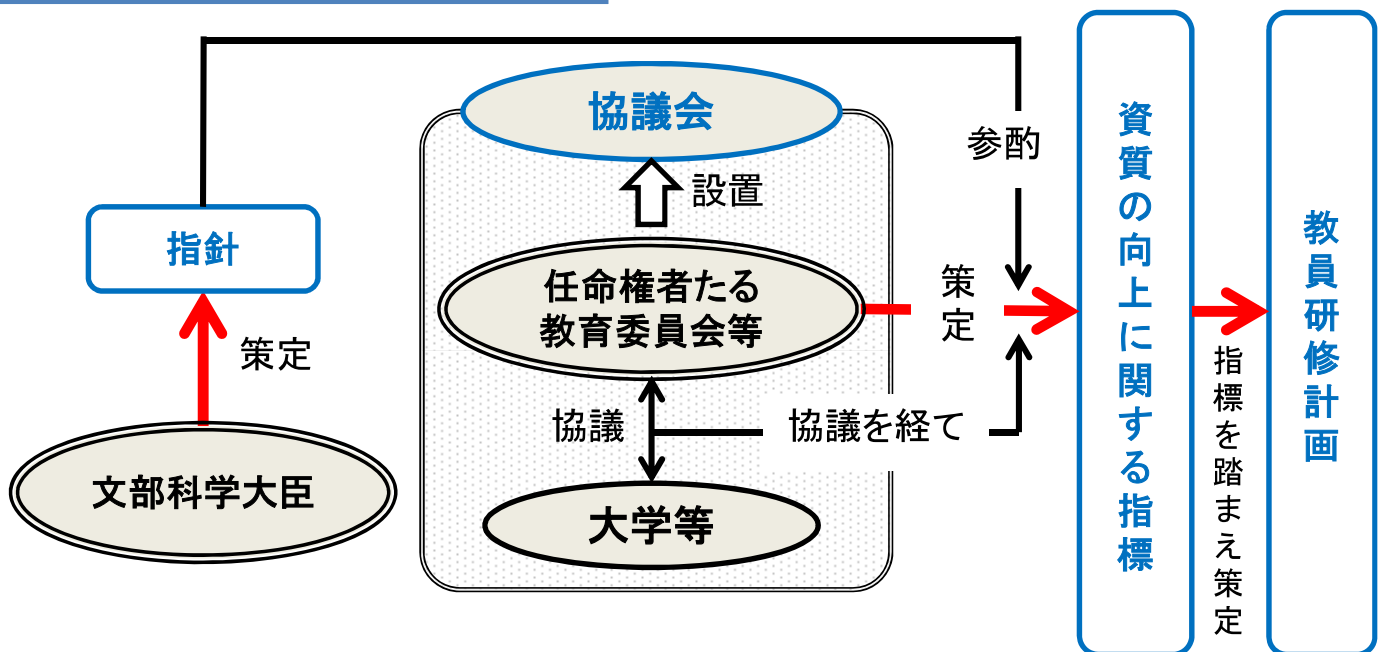 協議会
設置
参酌
指針
任命権者たる
教育委員会等
策定
策定
協議
協議を経て
文部科学大臣
大学等
資質の向上に関する指標
指標を踏まえ策定
教員研修計画